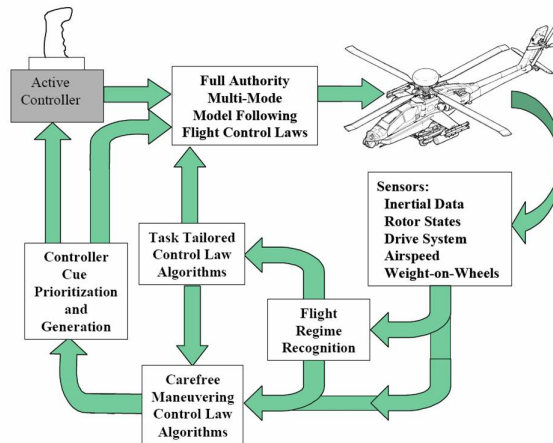 Active
Controller
Full Authority
Multi-Mode
Model Following
Flight Control Laws
Sensors:
Inertial Data
Rotor States
Drive System
Airspeed
Weight-on-Wheels
Task Tailored
Control Law
Algorithms
Controller
Cue
Prioritization
and
Generation
Flight
Regime
Recognition
Carefree
Maneuvering
Control Law
Algorithms